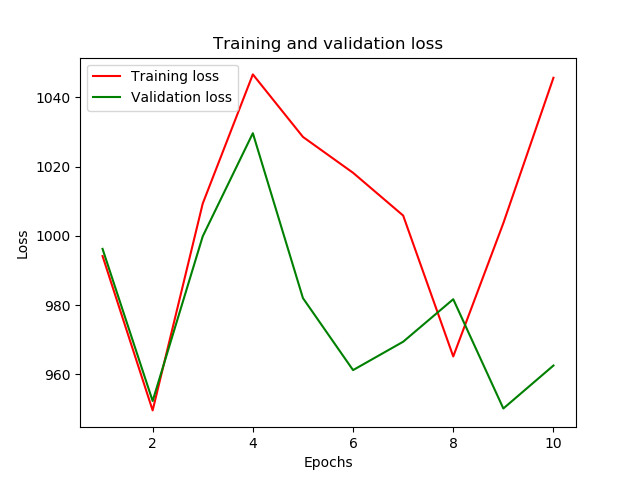 Training and validation loss
Training loss
Validation loss
1040
1020
1000
980
960
Loss
2
4
6
8
10
Epochs